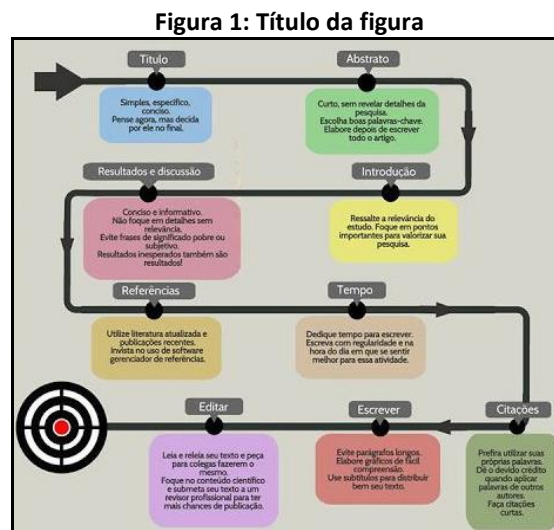 Figura 1: Título da figura
Titulo
Simples, específico,
conciso.
Pense agora, mas decida
por ele no final.
Abstrato
Curto, sem revelar detalhes da
pesquisa.
Escolha boas palavras-chave.
Elabore depois de escrever
todo o artigo.
Introdução
Ressalte a relevância do
estudo. Foque em pontos
importantes para valorizar sua
pesquisa.
Resultados e discussão
Conciso e informativo.
Não foque em detalhes sem
relevância.
Evite frases de significado pobre ou
subjetivo.
Resultados inesperados também são
resultados!
Referências
Utilize literatura atualizada e
publicações recentes.
Invista no uso de software
gerenciador de referências.
Tempo
Dedique tempo para escrever.
Escreva com regularidade e na
hora do dia em que se sentir
melhor para essa atividade.
Citações
Prefira utilizar suas
próprias palavras.
Dê o devido crédito
quando aplicar
palavras de outros
autores.
Faça citações
curtas.
Escrever
Evite parágrafos longos.
Elabore gráficos de fácil
compreensão.
Use subtítulos para distribuir
bem seu texto.
Editar
Leia e releia seu texto e peça
para colegas fazerem o
mesmo.
Foque no conteúdo científico
e submeta seu texto a um
revisor profissional para ter
mais chances de publicação.